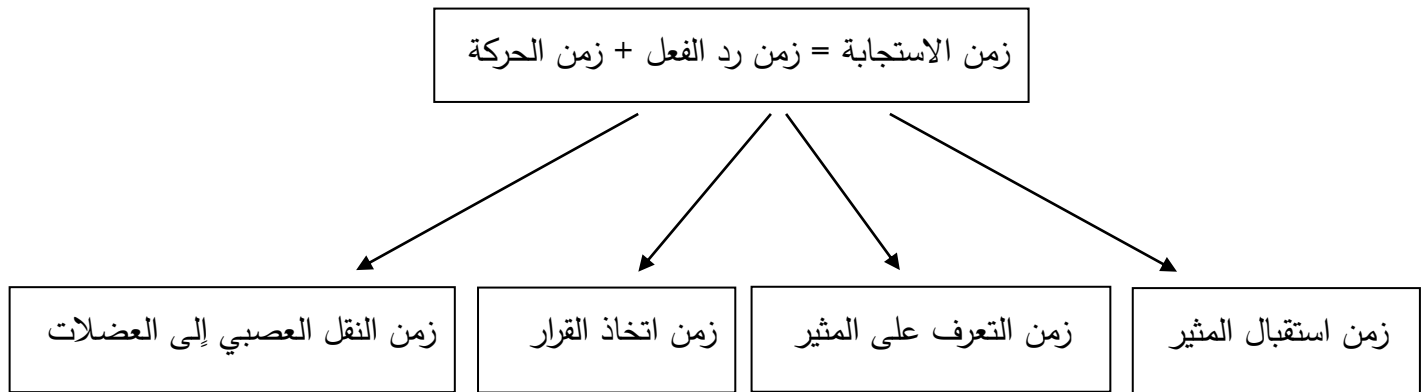 زمن الاستجابة = زمن رد الفعل + زمن الحركة
زمن استقبال المثير
زمن التعرف على المثير
زمن اتخاذ القرار
زمن النقل العصبي إٍلى العضلات